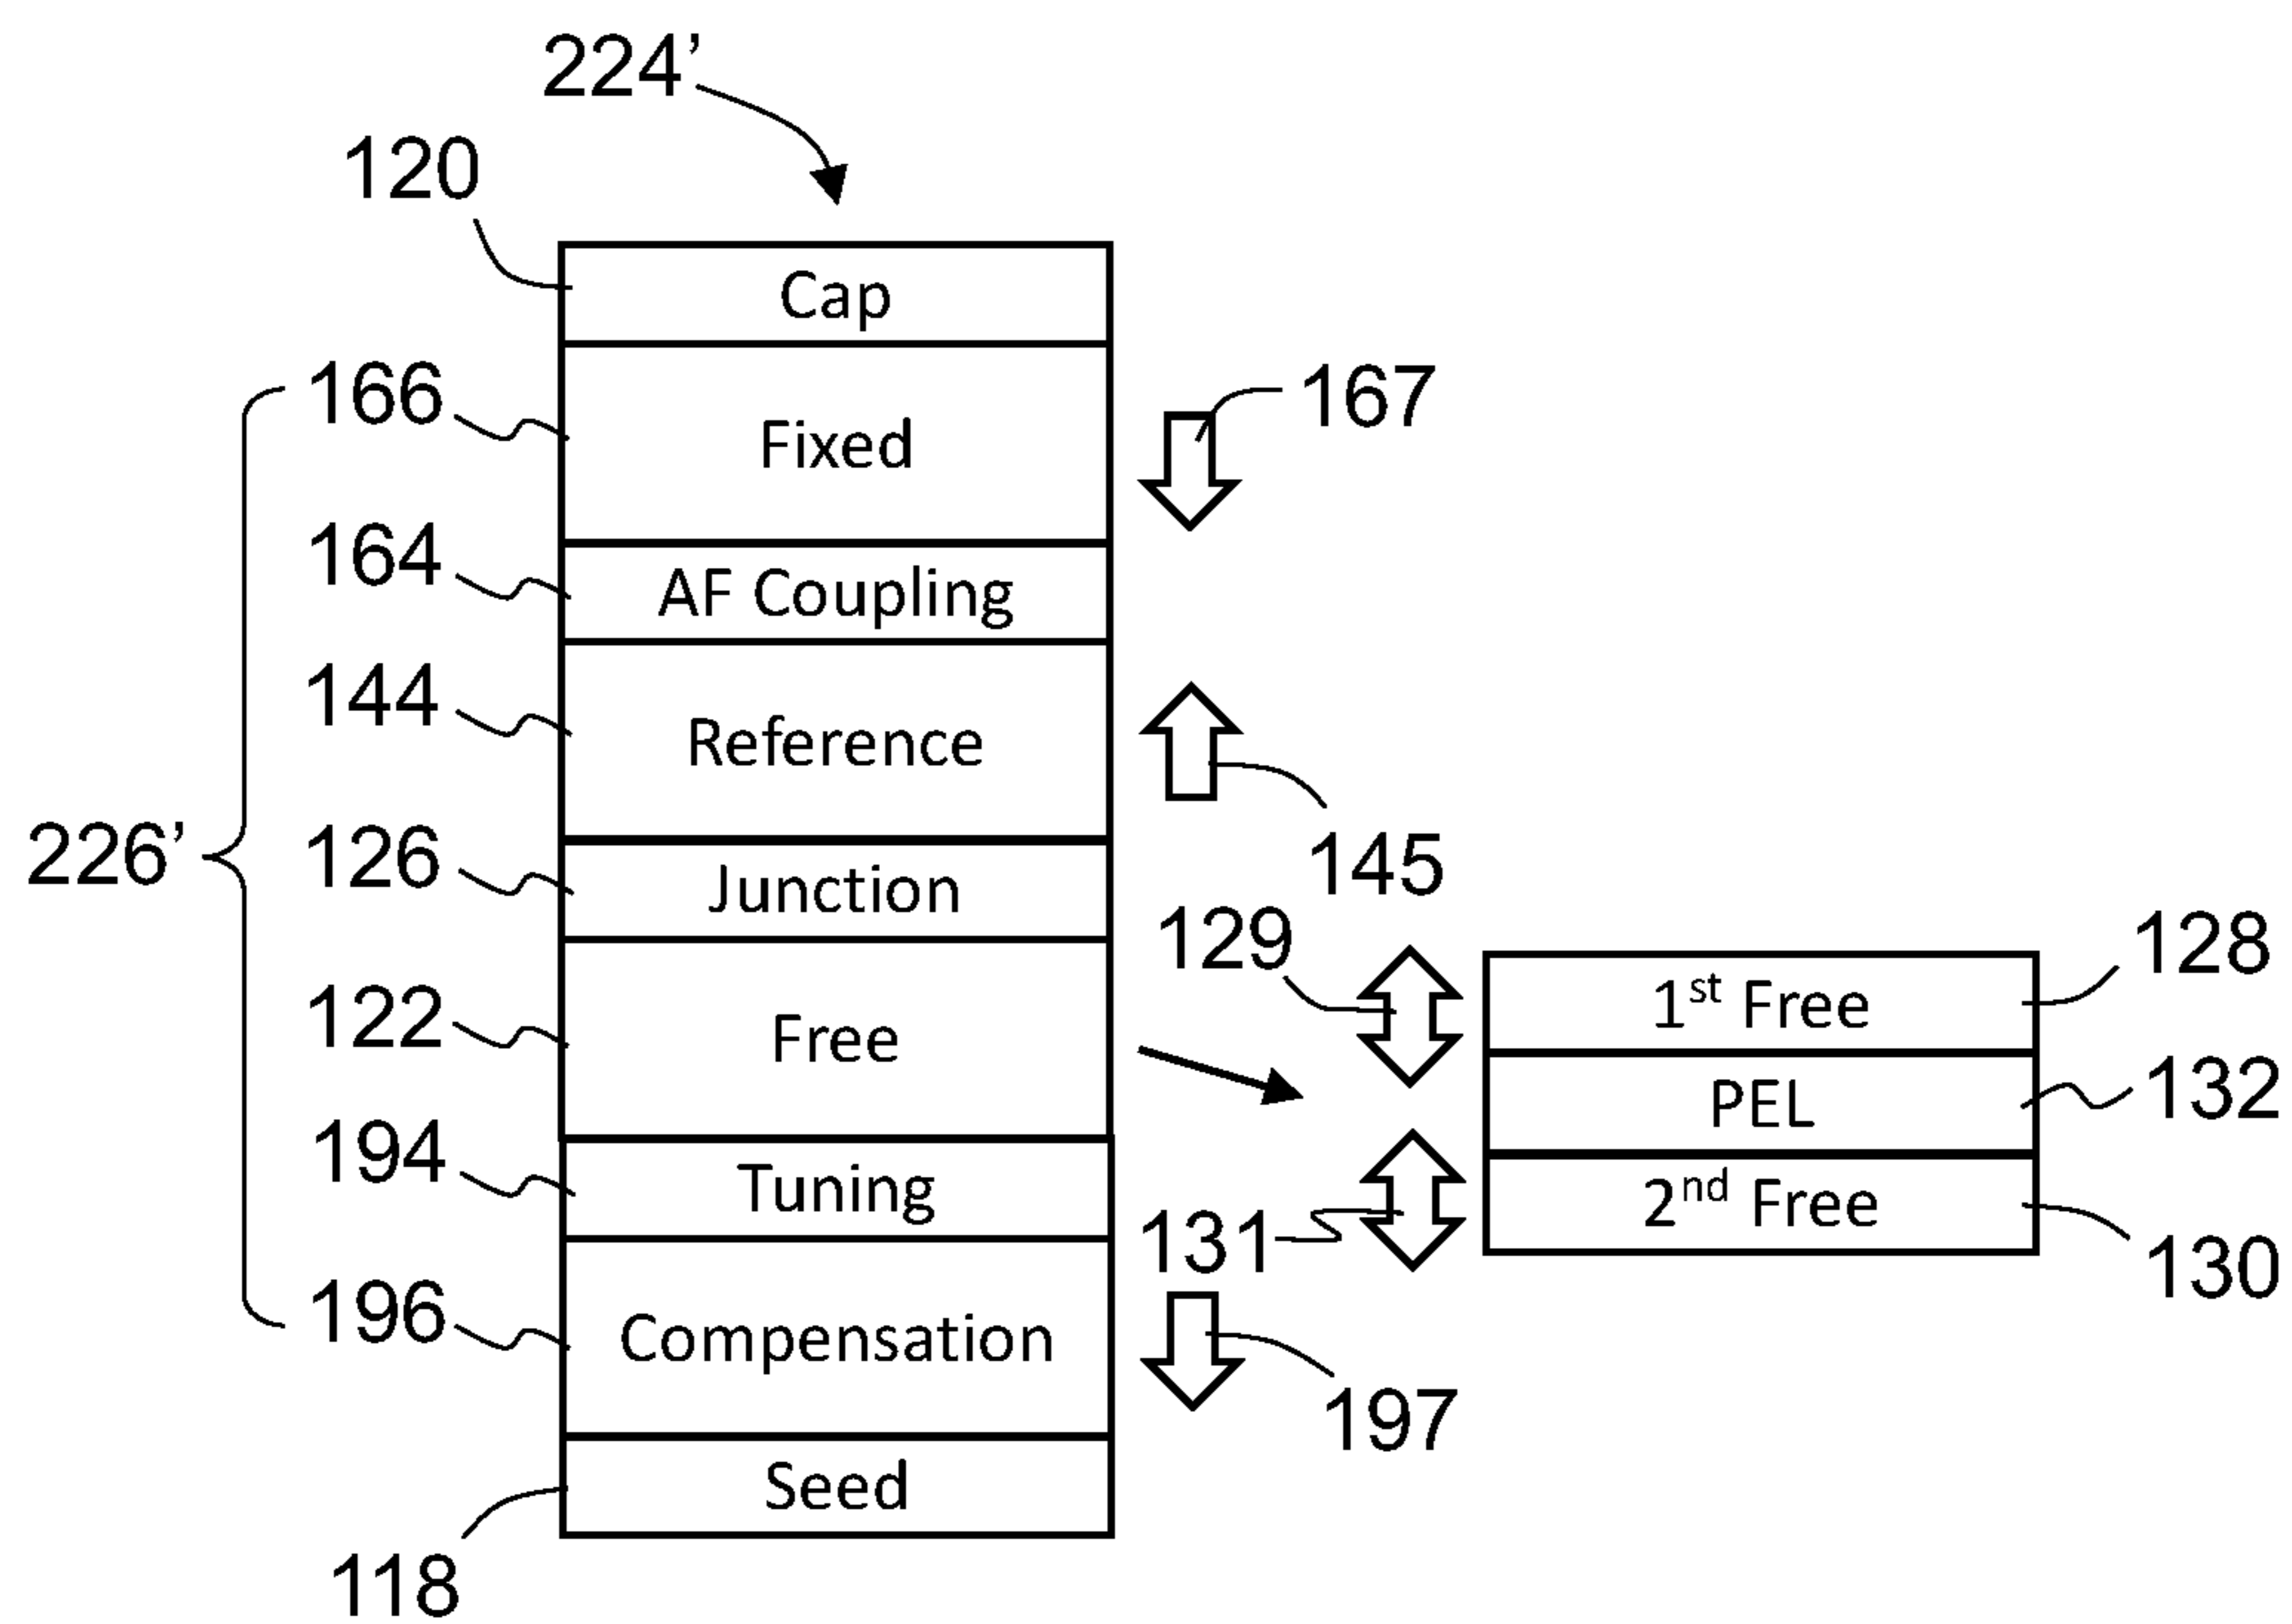 224’
120
Cap
166
Fixed
167
164
AF Coupling
144
Reference
145
226’
126
Junction
129
128
1st Free
122
Free
132
PEL
194
Tuning
131
2nd Free
130
196
Compensation
197
Seed
118